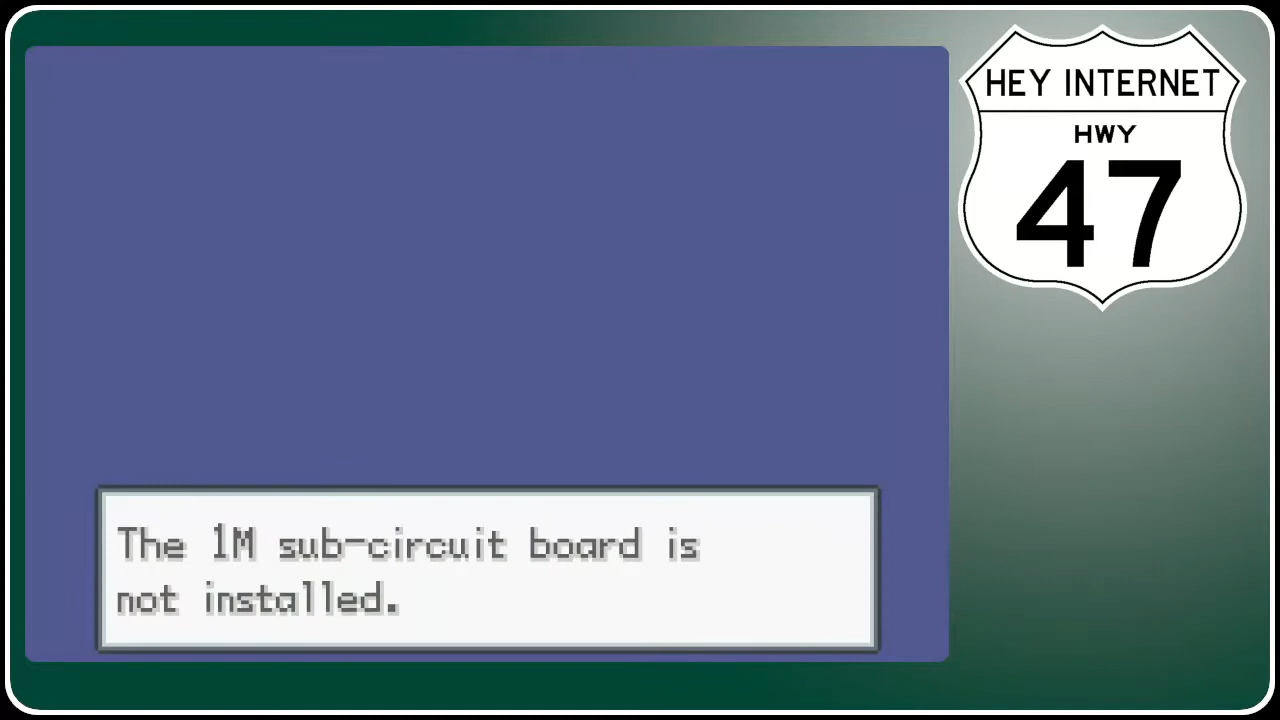 HEY INTERNET
HWY
47
The 1M sub-circuit board is
not installed.